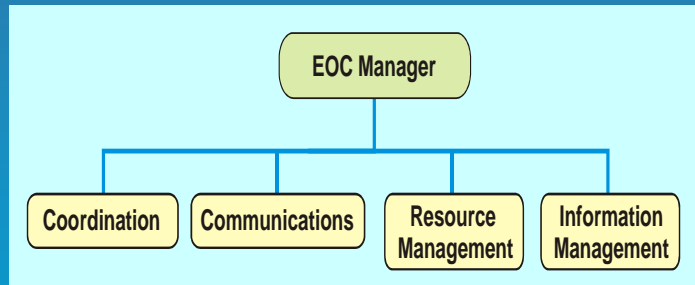 EOC Manager
Coordination
Communications
Resource
Management
Information
Management